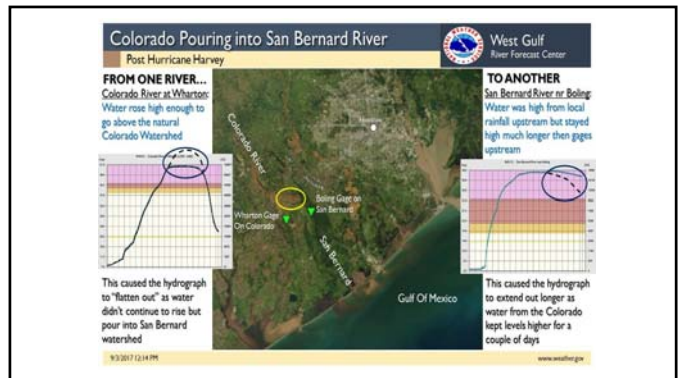 Colorado Pouring into San Bernard River
Post Hurricane Harvey
West Gulf
River Forecast Center
FROM ONE RIVER...
Colorado River at Wharton:
Water rose high enough to
go above the natural
Colorado Watershed
This caused the hydrograph
to "flatten out" as water
didn't continue to rise but
pour into San Bernard
watershed
Colorado River
Houston
Boling Gage on
San Bernard
Wharton Gage
On Colorado
San Bernard
Gulf Of Mexico
TO ANOTHER
San Bernard River nr Boling:
Water was high from local
rainfall upstream but stayed
high much longer then gages
upstream
This caused the hydrograph
to extend out longer as
water from the Colorado
kept levels higher for a
couple of days
9/3/2017 12:14 PM
www.weather.gov